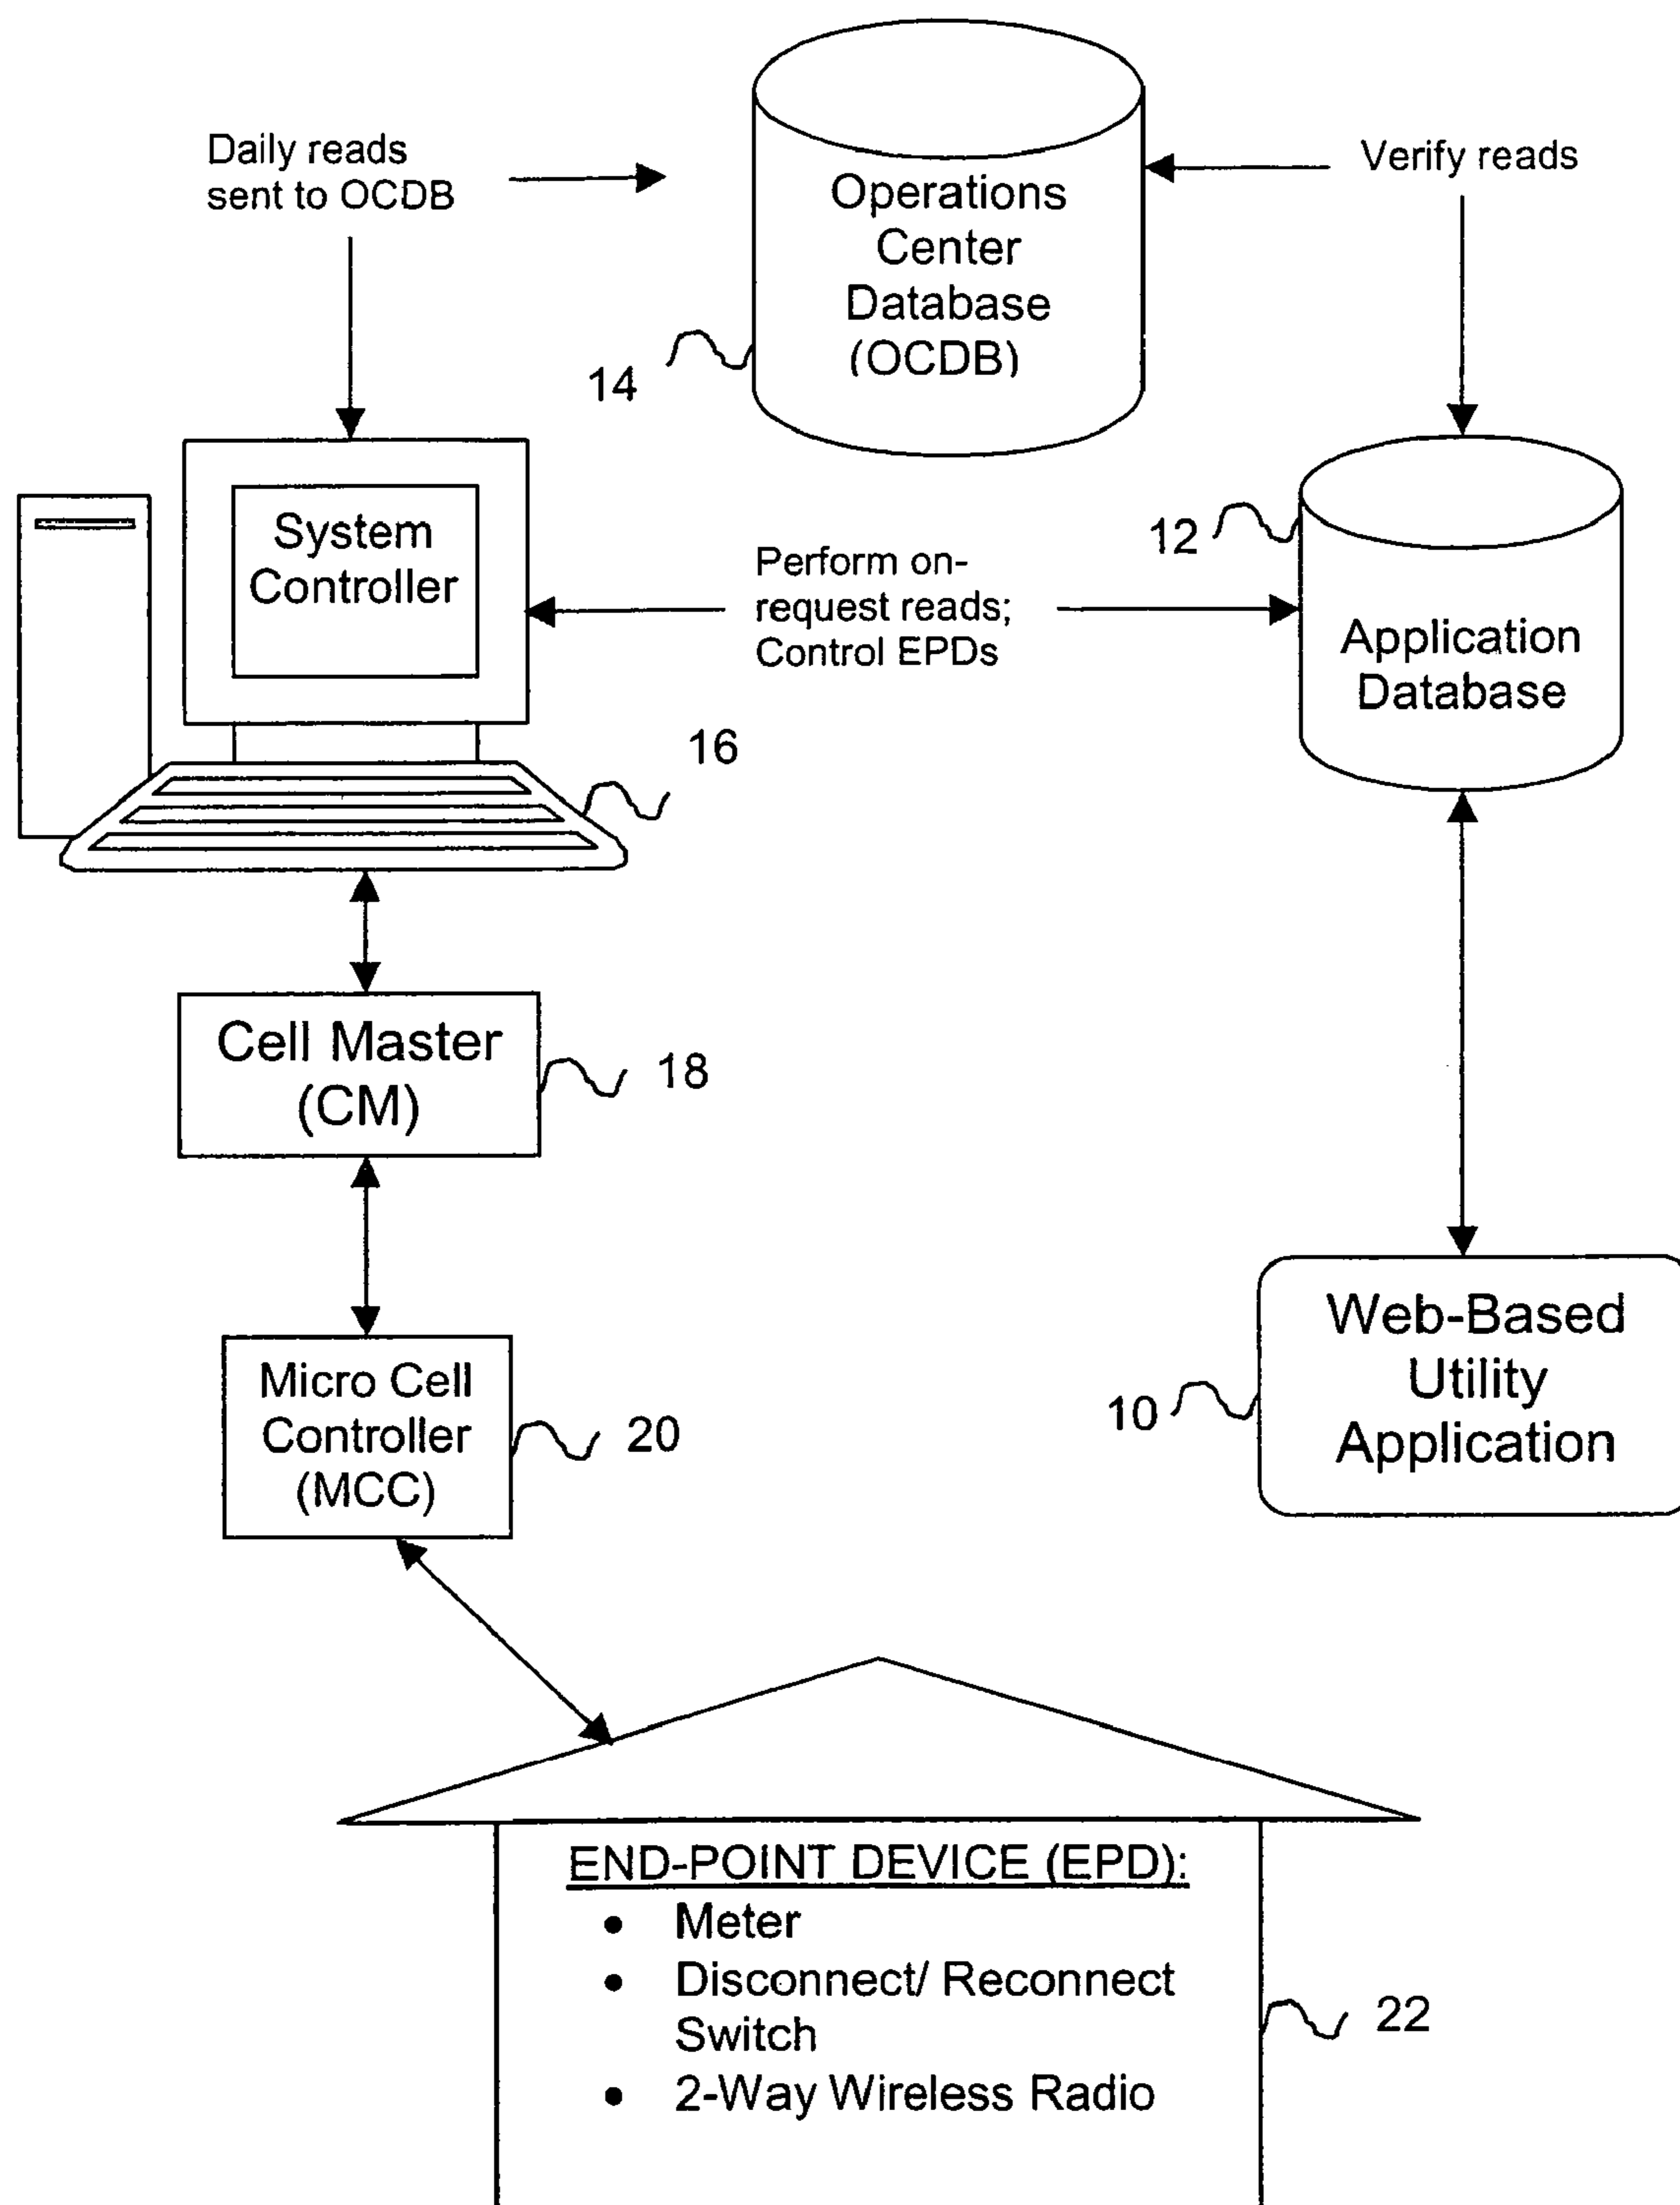 Daily reads
sent to OCDB
Operations
Center
Database
(OCDB)
14
Verify reads
System
Controller
16
Perform on-
request reads;
Control EPDs
12
Application
Database
Cell Master
(CM)
18
Micro Cell
Controller
(MCC)
20
Web-Based
Utility
Application
10
END-POINT DEVICE (EPD):
• Meter
• Disconnect/ Reconnect
Switch
• 2-Way Wireless Radio
22